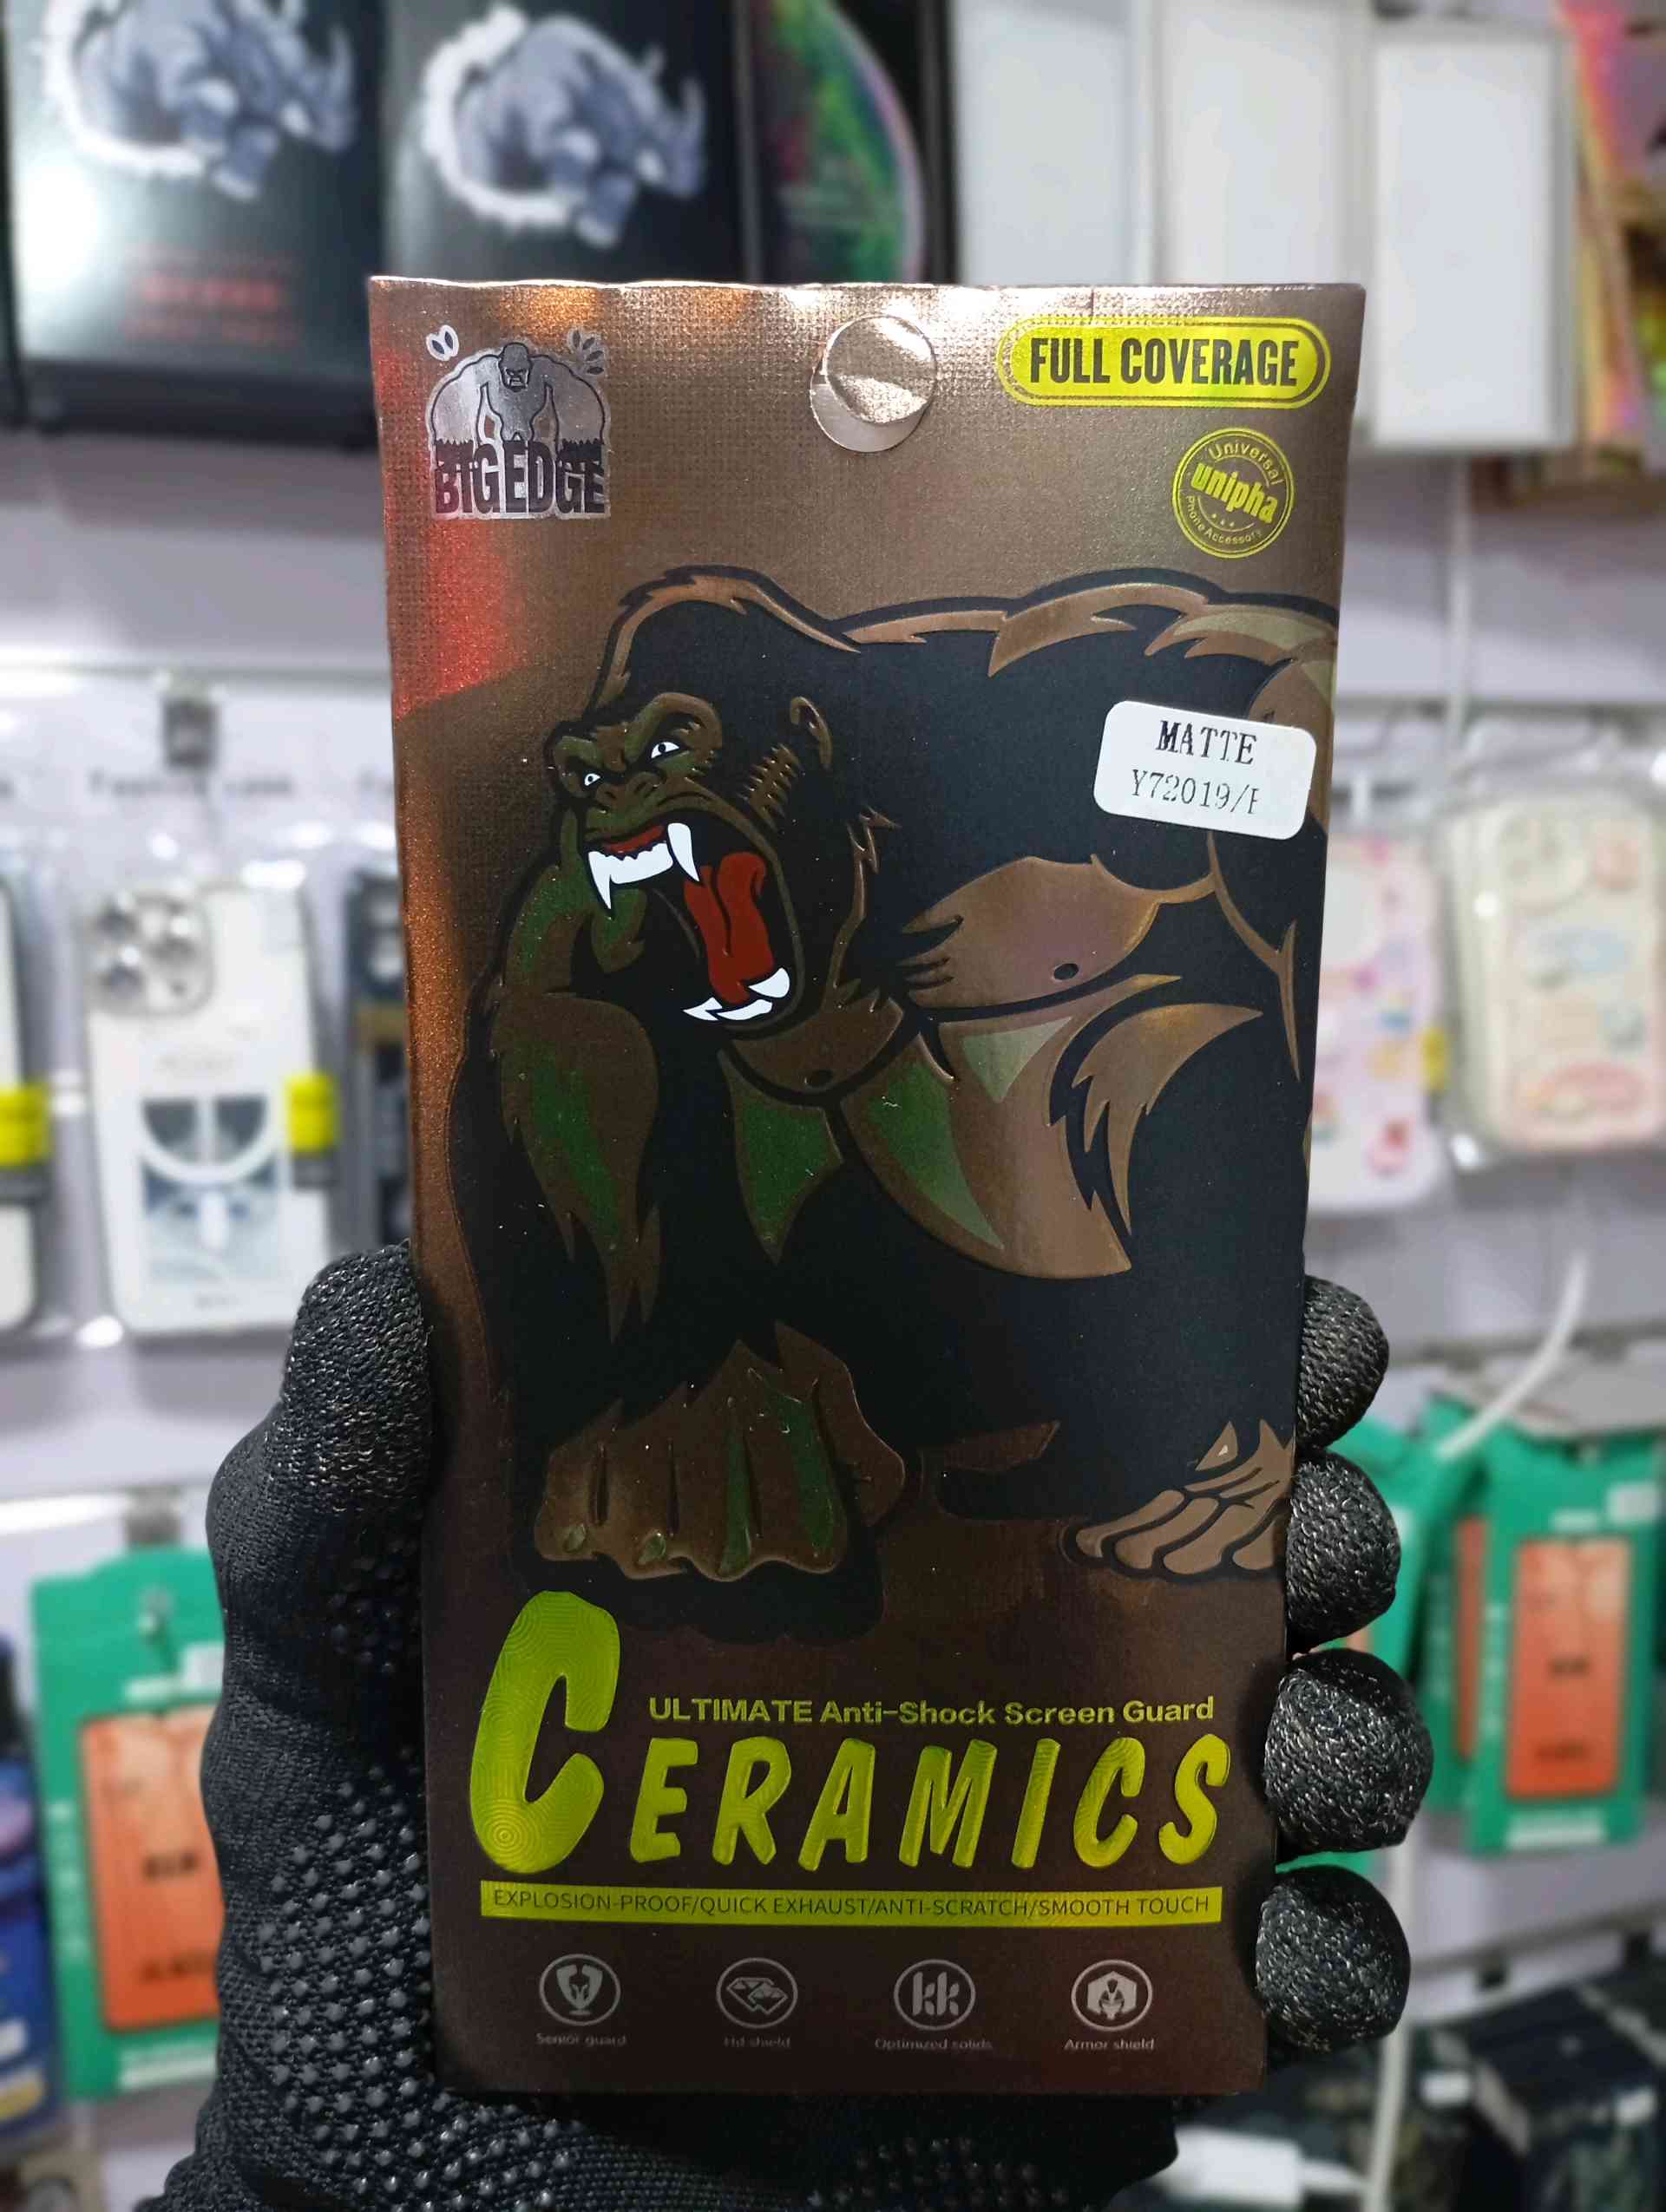 BIG EDGE
FULL COVERAGE
Universal
unipha
Phone Accessory
MATTE
Y72019/
ULTIMATE Anti-Shock Screen Guard
CERAMICS
EXPLOSION-PROOF/QUICK EXHAUST/ANTI-SCRATCH/SMOOTH TOUCH
Senior guard
Hd shield
Optimized solids
Armor shield